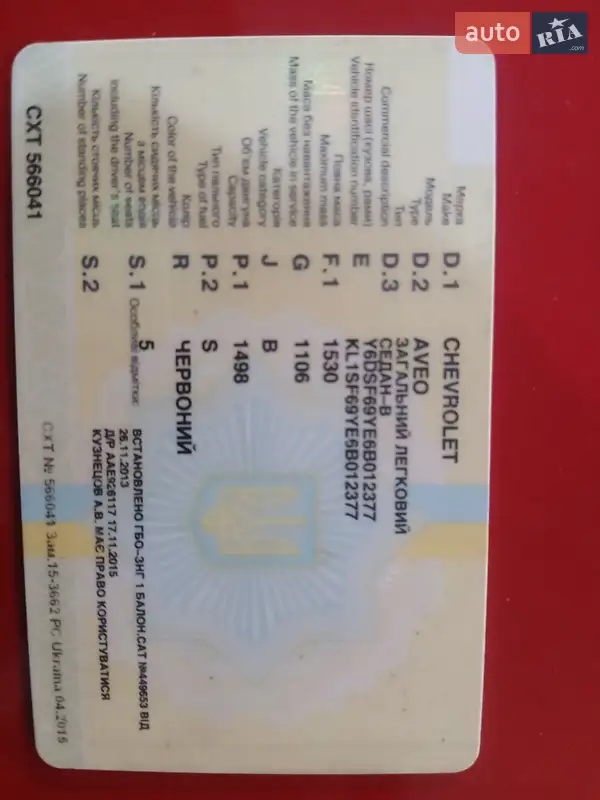 auto RIA .com
Марка
Make D.1 CHEVROLET
Модель
Type D.2 AVEO
Тип
Commercial description D.3 ЗАГАЛЬНИЙ ЛЕГКОВИЙ
СЕДАН-В
Номер шасі (кузова, рами)
Vehicle identification number E Y6DSF69YE6B012377
KL1SF69YE6B012377
Повна маса
Maximum mass F.1 1530
Маса без навантаження
Mass of the vehicle in service G 1106
Категорія
Vehicle category J B
Об'єм двигуна
Capacity P.1 1498
Тип пального
Type of fuel P.2 S
Колір
Color of the vehicle R ЧЕРВОНИЙ
Кількість сидячих місць
з місцем водія
Number of seats
including the driver's seat S.1 5
Кількість стоячих місць
Number of standing places S.2
Особливі відмітки:
ВСТАНОВЛЕНО ГБО-ЗНГ 1 БАЛОН.САТ №449653 ВІД
26.11.2013
Д/Р ААЕ926117 17.11.2015
КУЗНЕЦОВ А.В. МАЄ ПРАВО КОРИСТУВАТИСЯ
СХТ 566041
СХТ № 566041 Зам.15-3662 РС Ukraina 04.2015